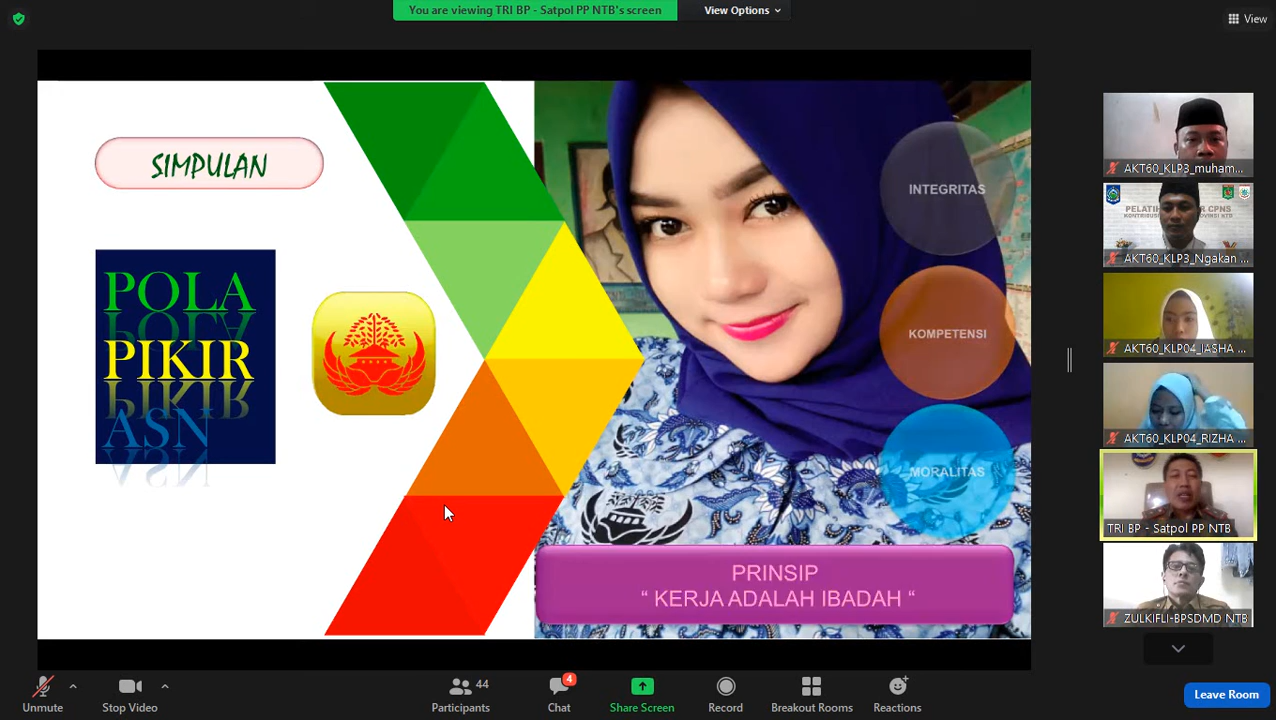 You are viewing TRI BP - Satpol PP NTB's screen
View Options
View
SIMPULAN
POLA
PIKIR
ASN
INTEGRITAS
KOMPETENSI
MORALITAS
PRINSIP
“ KERJA ADALAH IBADAH “
AKT60_KLP3_muham...
AKT60_KLP3_Ngakan ...
AKT60_KLP04_IASHA ...
AKT60_KLP04_RIZHA ...
TRI BP - Satpol PP NTB
ZULKIFLI-BPSDMD NTB
Unmute
Stop Video
44
Participants
4
Chat
Share Screen
Record
Breakout Rooms
Reactions
Leave Room